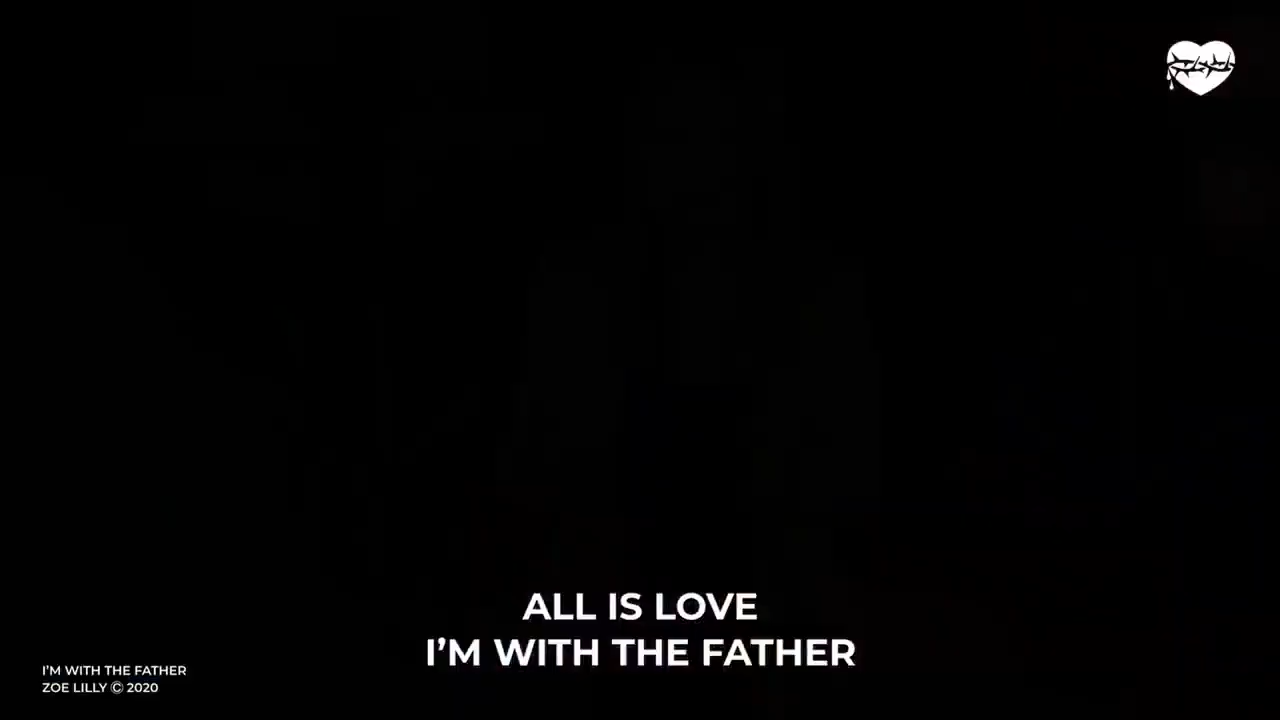 ALL IS LOVE
I’M WITH THE FATHER
I’M WITH THE FATHER
ZOE LILLY © 2020